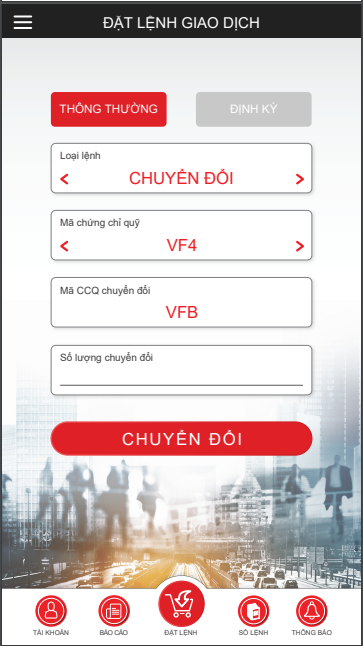 ĐẶT LỆNH GIAO DỊCH
THÔNG THƯỜNG
ĐỊNH KỲ
Loại lệnh
CHUYỂN ĐỔI
Mã chứng chỉ quỹ
VF4
Mã CCQ chuyển đổi
VFB
Số lượng chuyển đổi
CHUYỂN ĐỔI
TÀI KHOẢN
BÁO CÁO
ĐẶT LỆNH
SỔ LỆNH
THÔNG BÁO